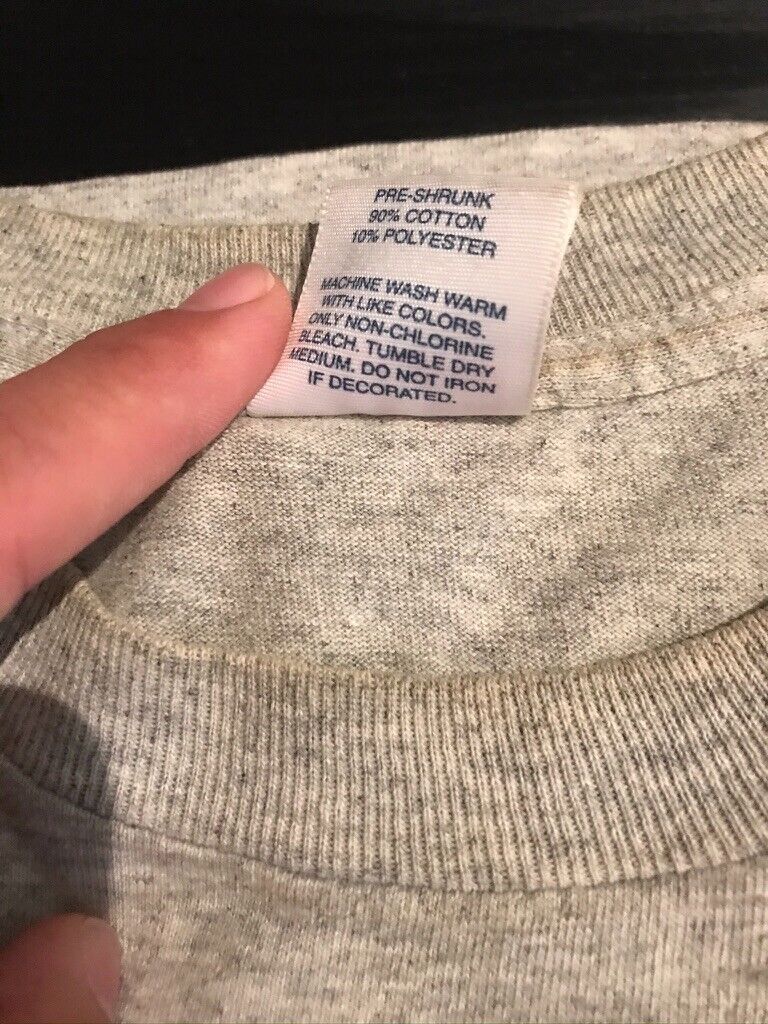 PRE-SHRUNK
90% COTTON
10% POLYESTER
MACHINE WASH WARM
WITH LIKE COLORS.
ONLY NON-CHLORINE
BLEACH. TUMBLE DRY
MEDIUM. DO NOT IRON
IF DECORATED.